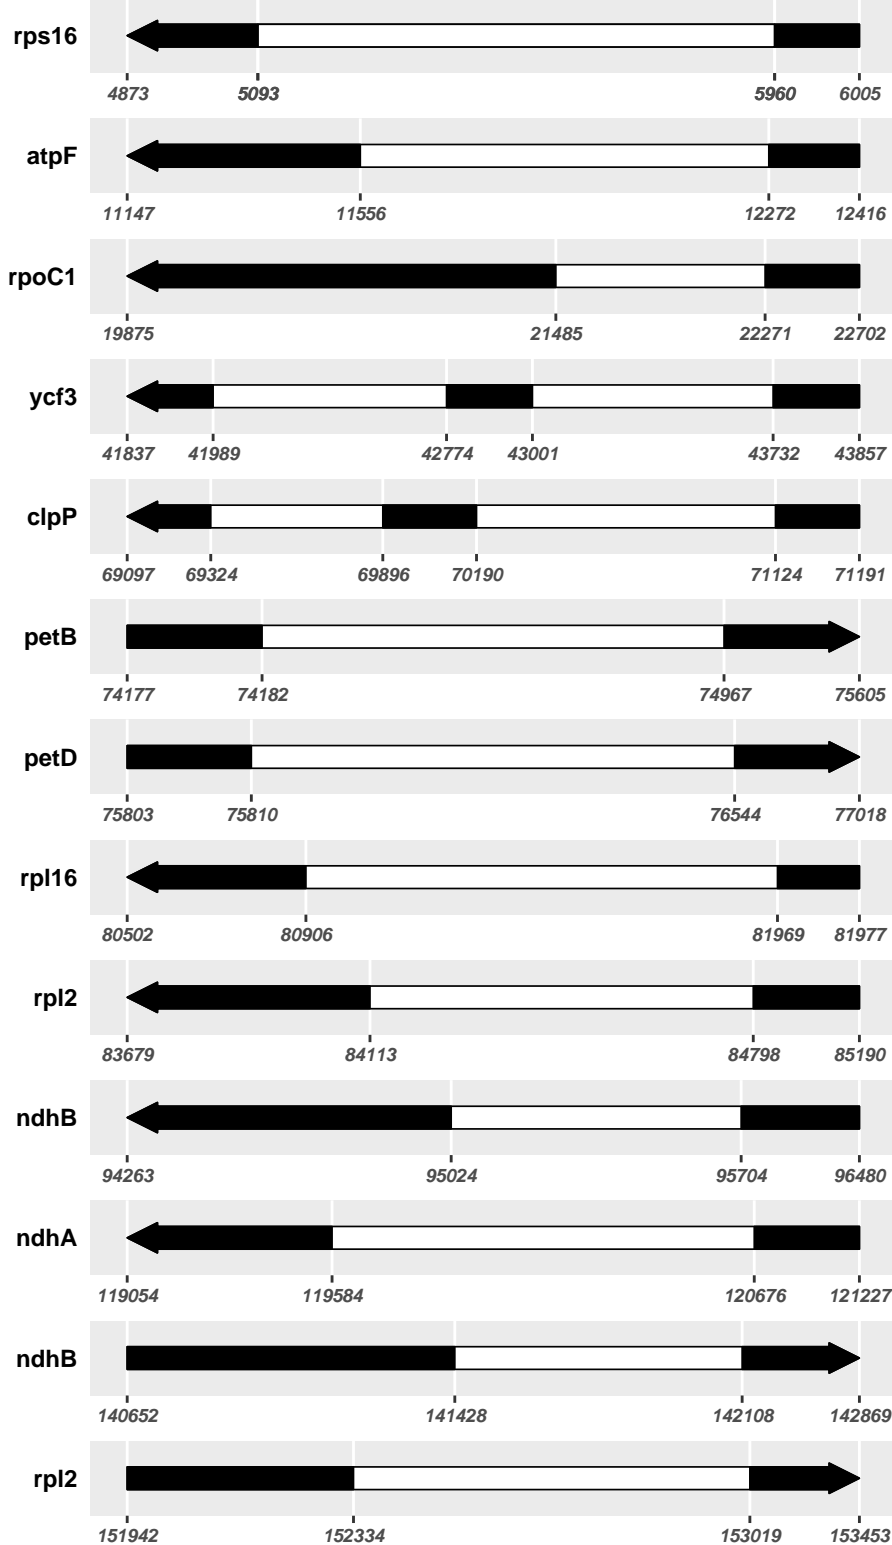 rps16
4873 5093 5960 6005
atpF
11147 11556 12272 12416
rpoC1
19875 21485 22271 22702
ycf3
41837 41989 42774 43001 43732 43857
clpP
69097 69324 69896 70190 71124 71191
petB
74177 74182 74967 75605
petD
75803 75810 76544 77018
rpl16
80502 80906 81969 81977
rpl2
83679 84113 84798 85190
ndhB
94263 95024 95704 96480
ndhA
119054 119584 120676 121227
ndhB
140652 141428 142108 142869
rpl2
151942 152334 153019 153453